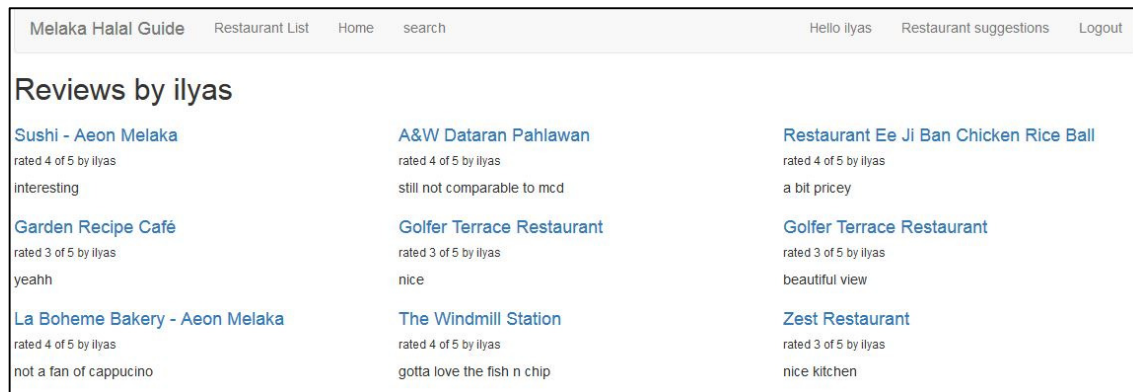 Melaka Halal Guide Restaurant List Home search Hello ilyas Restaurant suggestions Logout
Reviews by ilyas
Sushi - Aeon Melaka
rated 4 of 5 by ilyas
interesting
A&W Dataran Pahlawan
rated 4 of 5 by ilyas
still not comparable to mcd
Restaurant Ee Ji Ban Chicken Rice Ball
rated 4 of 5 by ilyas
a bit pricey
Garden Recipe Café
rated 3 of 5 by ilyas
yeahh
Golfer Terrace Restaurant
rated 3 of 5 by ilyas
nice
Golfer Terrace Restaurant
rated 3 of 5 by ilyas
beautiful view
La Boheme Bakery - Aeon Melaka
rated 4 of 5 by ilyas
not a fan of cappucino
The Windmill Station
rated 4 of 5 by ilyas
gotta love the fish n chip
Zest Restaurant
rated 3 of 5 by ilyas
nice kitchen